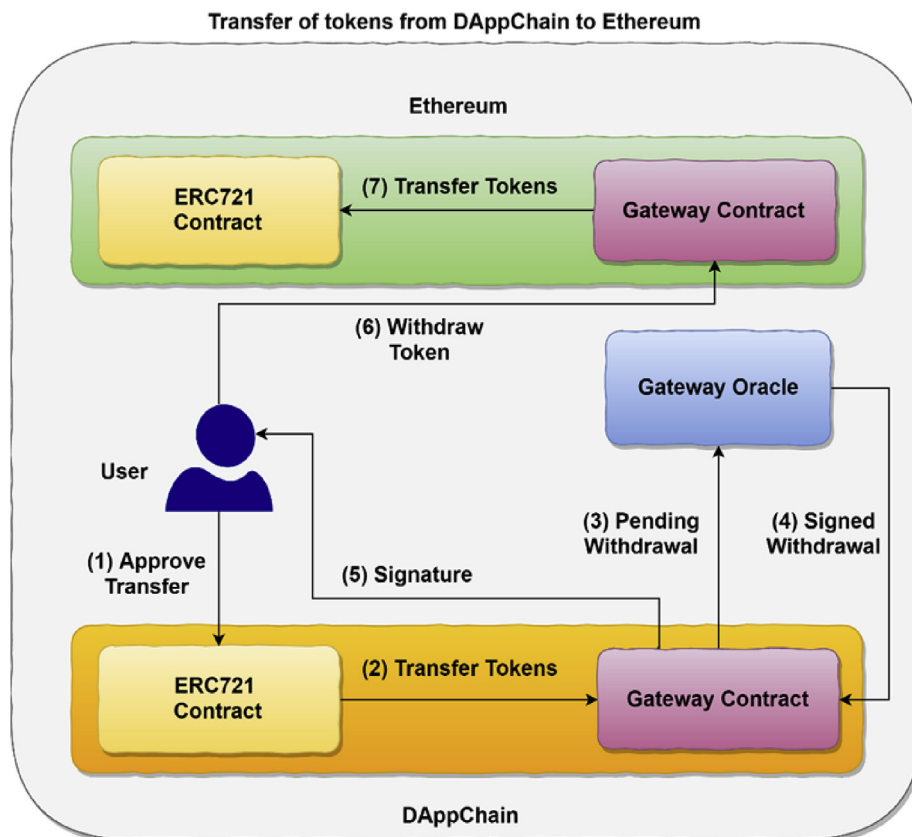 Transfer of tokens from DAppChain to Ethereum
Ethereum
ERC721
Contract
(7) Transfer Tokens
Gateway Contract
(6) Withdraw
Token
Gateway Oracle
User
(1) Approve
Transfer
(5) Signature
(3) Pending
Withdrawal
(4) Signed
Withdrawal
ERC721
Contract
(2) Transfer Tokens
Gateway Contract
DAppChain